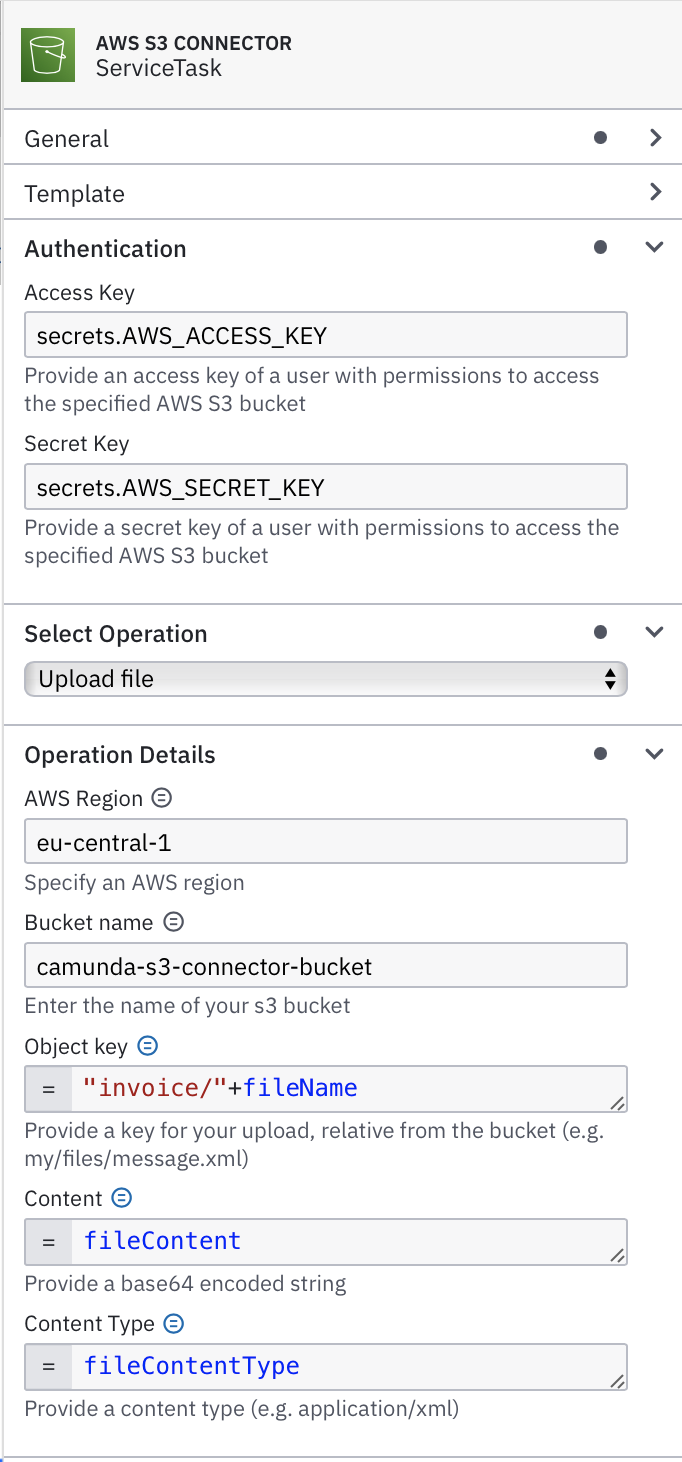 AWS S3 CONNECTOR
ServiceTask
General
Template
Authentication
Access Key
secrets.AWS_ACCESS_KEY
Provide an access key of a user with permissions to access
the specified AWS S3 bucket
Secret Key
secrets.AWS_SECRET_KEY
Provide a secret key of a user with permissions to access the
specified AWS S3 bucket
Select Operation
Upload file
Operation Details
AWS Region
eu-central-1
Specify an AWS region
Bucket name
camunda-s3-connector-bucket
Enter the name of your s3 bucket
Object key
= "invoice/"+fileName
Provide a key for your upload, relative from the bucket (e.g.
my/files/message.xml)
Content
= fileContent
Provide a base64 encoded string
Content Type
= fileContentType
Provide a content type (e.g. application/xml)